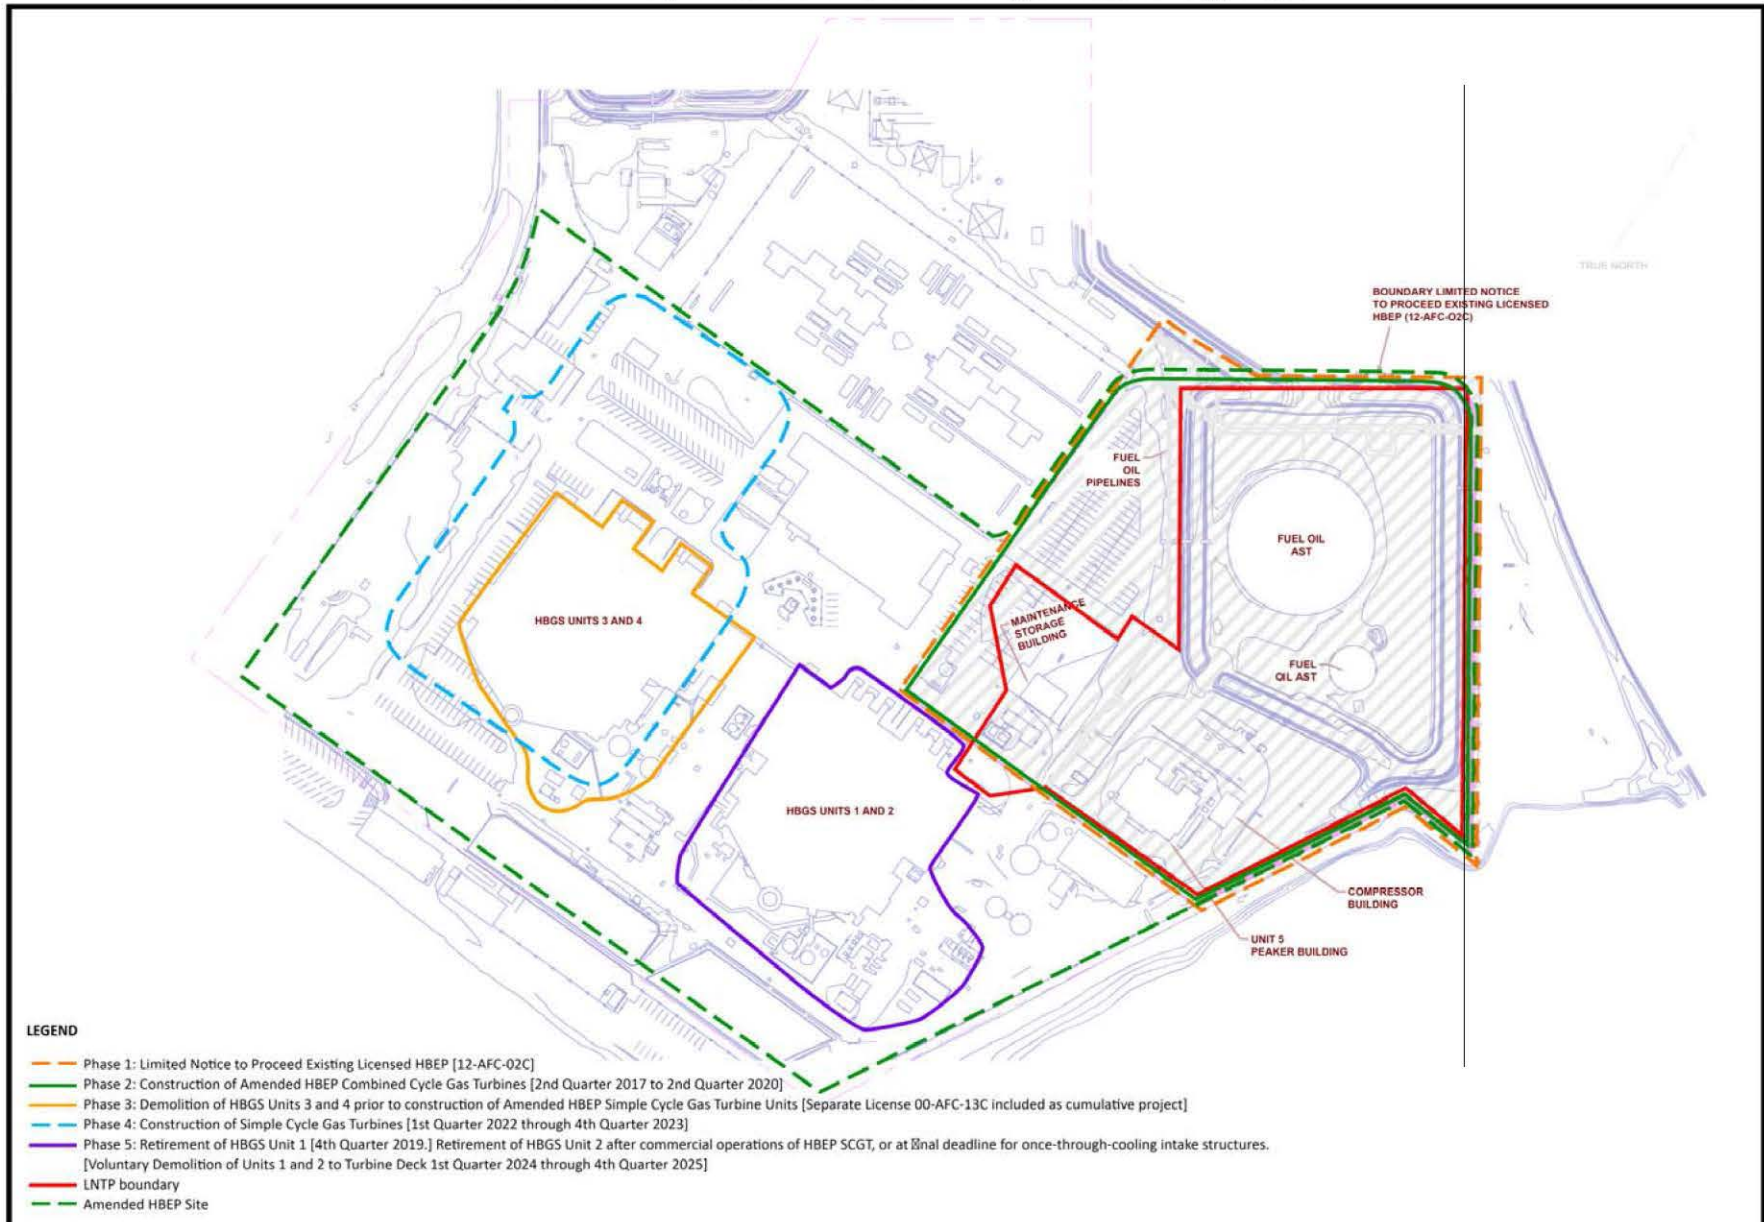 TRUE NORTH
BOUNDARY LIMITED NOTICE
TO PROCEED EXISTING LICENSED
HBEP (12-AFC-O2C)
FUEL
OIL
PIPELINES
FUEL OIL
AST
MAINTENANCE
STORAGE
BUILDING
HBGS UNITS 3 AND 4
FUEL
OIL AST
HBGS UNITS 1 AND 2
COMPRESSOR
BUILDING
UNIT 5
PEAKER BUILDING
LEGEND
Phase 1: Limited Notice to Proceed Existing Licensed HBEP [12-AFC-02C]
Phase 2: Construction of Amended HBEP Combined Cycle Gas Turbines [2nd Quarter 2017 to 2nd Quarter 2020]
Phase 3: Demolition of HBGS Units 3 and 4 prior to construction of Amended HBEP Simple Cycle Gas Turbine Units [Separate License 00-AFC-13C included as cumulative project]
Phase 4: Construction of Simple Cycle Gas Turbines [1st Quarter 2022 through 4th Quarter 2023]
Phase 5: Retirement of HBGS Unit 1 [4th Quarter 2019.] Retirement of HBGS Unit 2 after commercial operations of HBEP SCGT, or at ☒nal deadline for once-through-cooling intake structures.
[Voluntary Demolition of Units 1 and 2 to Turbine Deck 1st Quarter 2024 through 4th Quarter 2025]
LNTP boundary
Amended HBEP Site